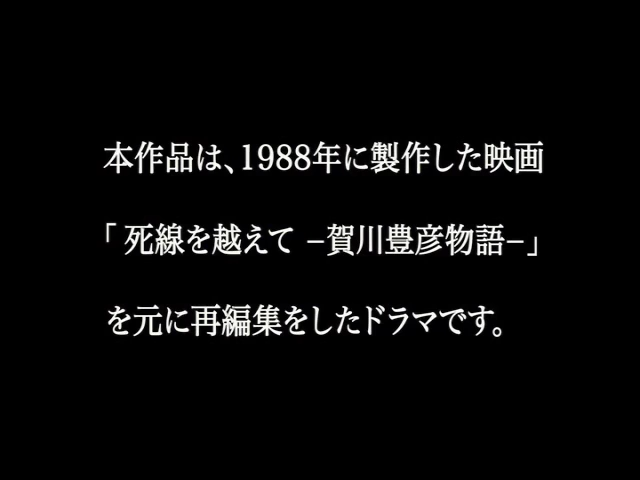 本作品は、1988年に製作した映画
「 死線を越えて −賀川豊彦物語−」
を元に再編集をしたドラマです。